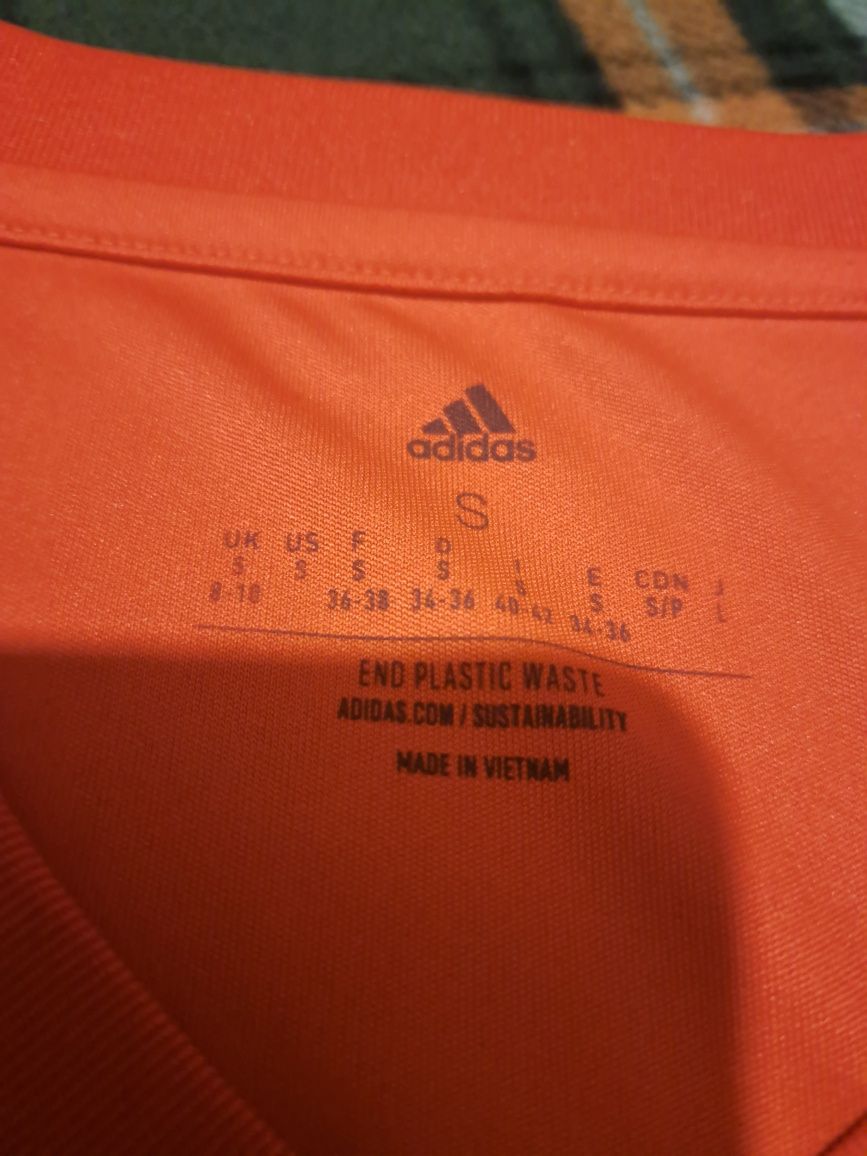 adidas
S
UK US F D I E CDN J
S S S S S S S/P L
8-10 36-38 34-36 40-42 34-36
END PLASTIC WASTE
ADIDAS.COM / SUSTAINABILITY
MADE IN VIETNAM